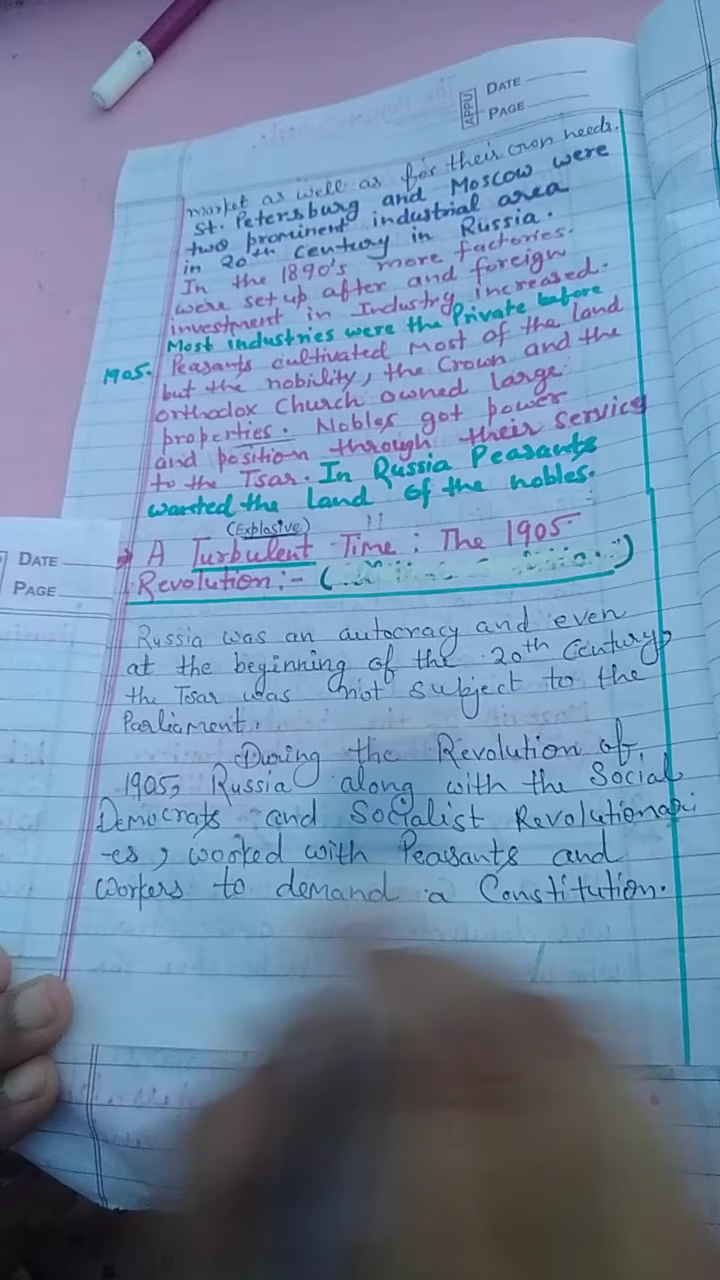 APPU
DATE
PAGE
market as well as for their own needs.
St. Petersburg and Moscow were
two prominent industrial area
in 20th century in Russia.
In the 1890's more factories.
were set up after and foreign
investment in Industry increased.
Most industries were the Private before
1905. Peasants cultivated most of the land
but the nobility, the Crown and the
orthodox Church owned large
properties. Nobles got power
and position through their service
to the Tsar. In Russia Peasants
wanted the land of the nobles.
(Explosive)
A Turbulent Time : The 1905
Revolution :- (
)
DATE
PAGE
Russia was an autocracy and even
at the beginning of the 20th Century,
the Tsar was not subject to the
Parliament.
During the Revolution of
1905, Russia along with the Social
Democrats and Socialist Revolutionari
-es, worked with Peasants and
workers to demand a Constitution.